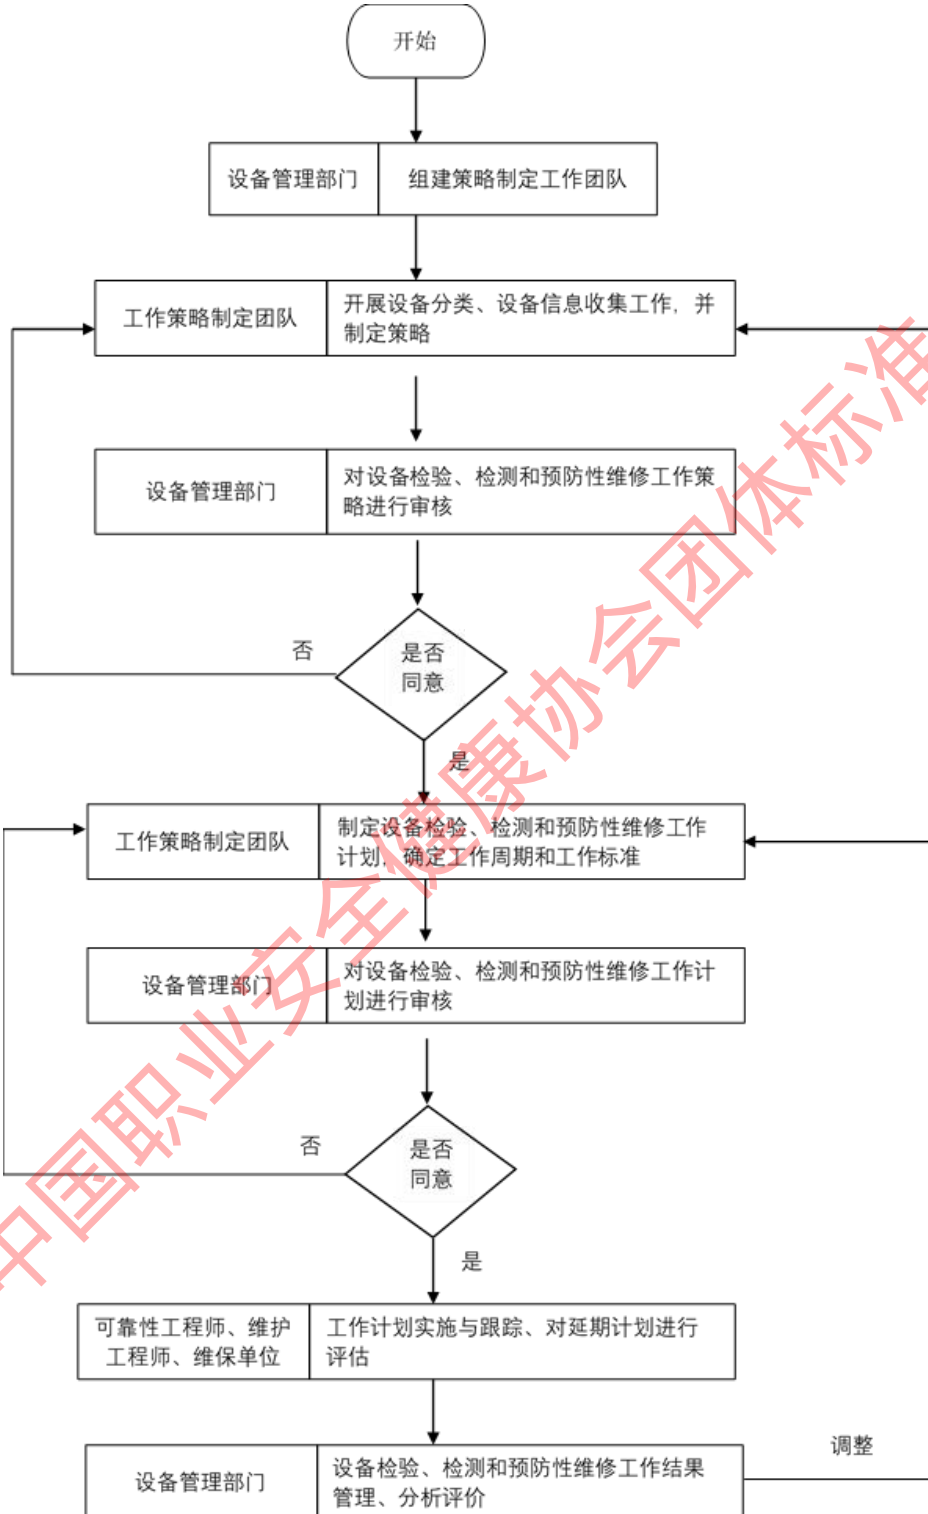 开始
设备管理部门
组建策略制定工作团队
工作策略制定团队
开展设备分类、设备信息收集工作，并
制定策略
设备管理部门
对设备检验、检测和预防性维修工作策
略进行审核
否
是否
同意
是
工作策略制定团队
制定设备检验、检测和预防性维修工作
计划，确定工作周期和工作标准
设备管理部门
对设备检验、检测和预防性维修工作计
划进行审核
否
是否
同意
是
可靠性工程师、维护
工程师、维保单位
工作计划实施与跟踪、对延期计划进行
评估
调整
设备管理部门
设备检验、检测和预防性维修工作结果
管理、分析评价
中国职业安全健康协会团体标准